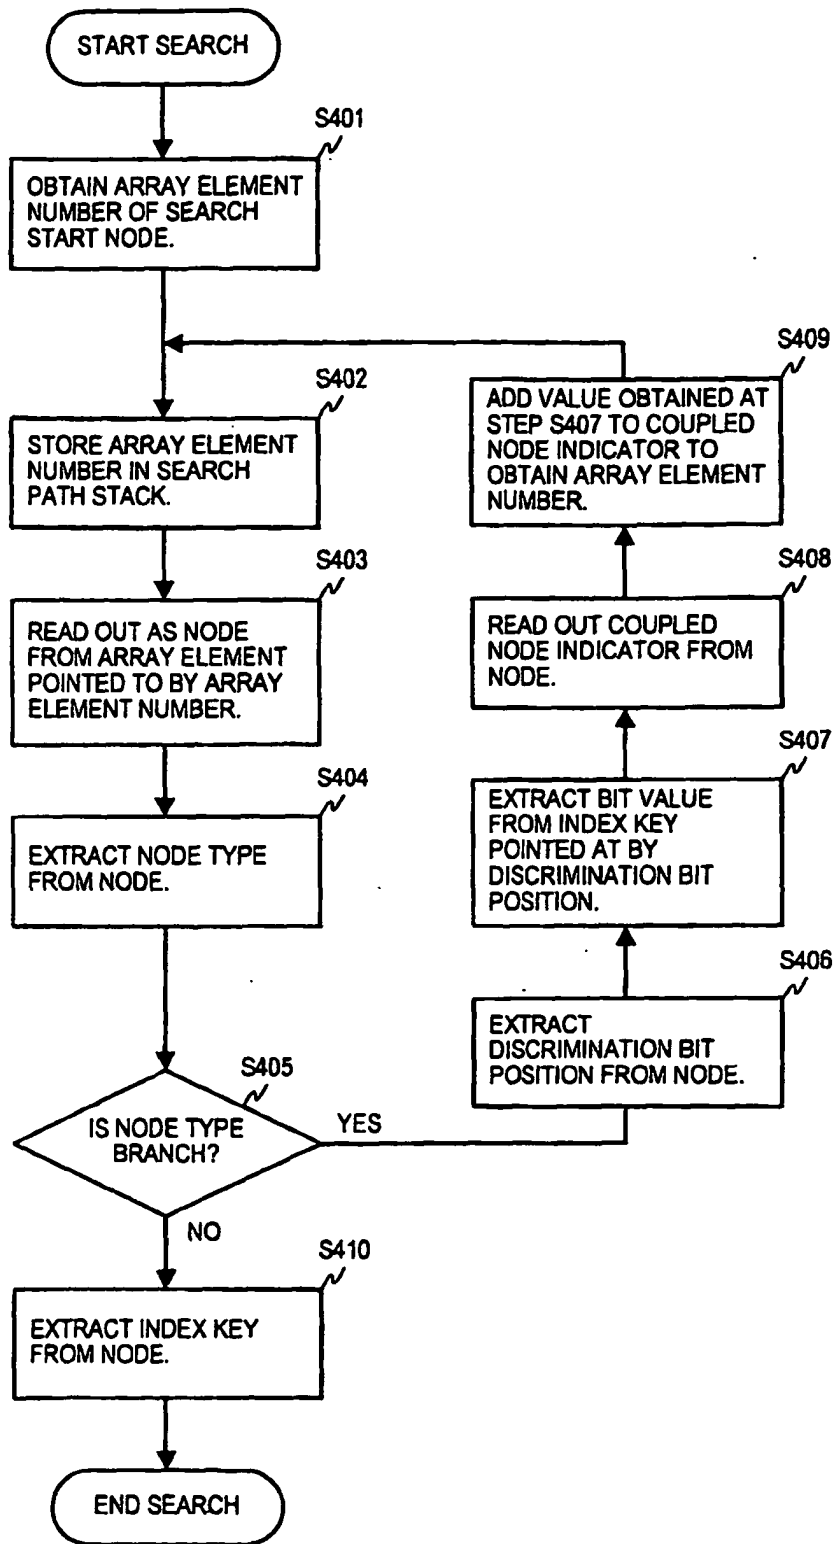 START SEARCH
S401
OBTAIN ARRAY ELEMENT
NUMBER OF SEARCH
START NODE.
S402
STORE ARRAY ELEMENT
NUMBER IN SEARCH
PATH STACK.
S403
READ OUT AS NODE
FROM ARRAY ELEMENT
POINTED TO BY ARRAY
ELEMENT NUMBER.
S404
EXTRACT NODE TYPE
FROM NODE.
S405
IS NODE TYPE
BRANCH?
YES
NO
S406
EXTRACT
DISCRIMINATION BIT
POSITION FROM NODE.
S407
EXTRACT BIT VALUE
FROM INDEX KEY
POINTED AT BY
DISCRIMINATION BIT
POSITION.
S408
READ OUT COUPLED
NODE INDICATOR FROM
NODE.
S409
ADD VALUE OBTAINED AT
STEP S407 TO COUPLED
NODE INDICATOR TO
OBTAIN ARRAY ELEMENT
NUMBER.
S410
EXTRACT INDEX KEY
FROM NODE.
END SEARCH